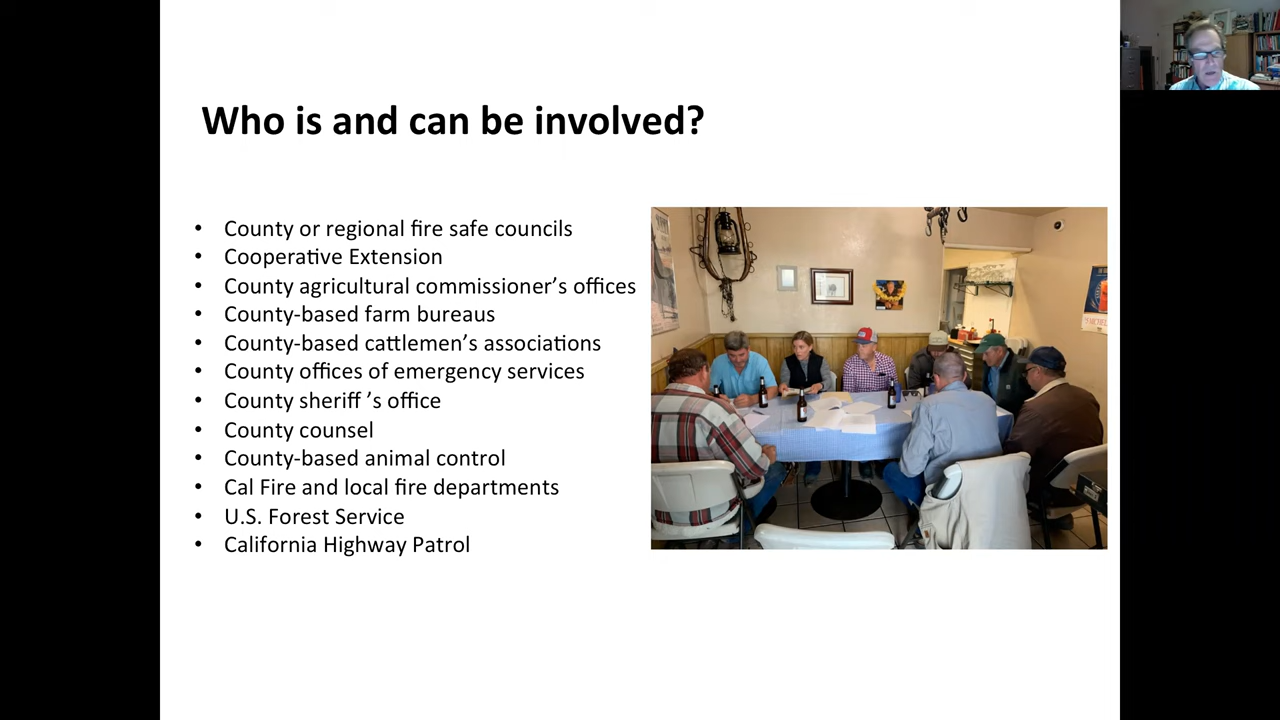 Who is and can be involved?
• County or regional fire safe councils
• Cooperative Extension
• County agricultural commissioner’s offices
• County-based farm bureaus
• County-based cattlemen’s associations
• County offices of emergency services
• County sheriff ’s office
• County counsel
• County-based animal control
• Cal Fire and local fire departments
• U.S. Forest Service
• California Highway Patrol